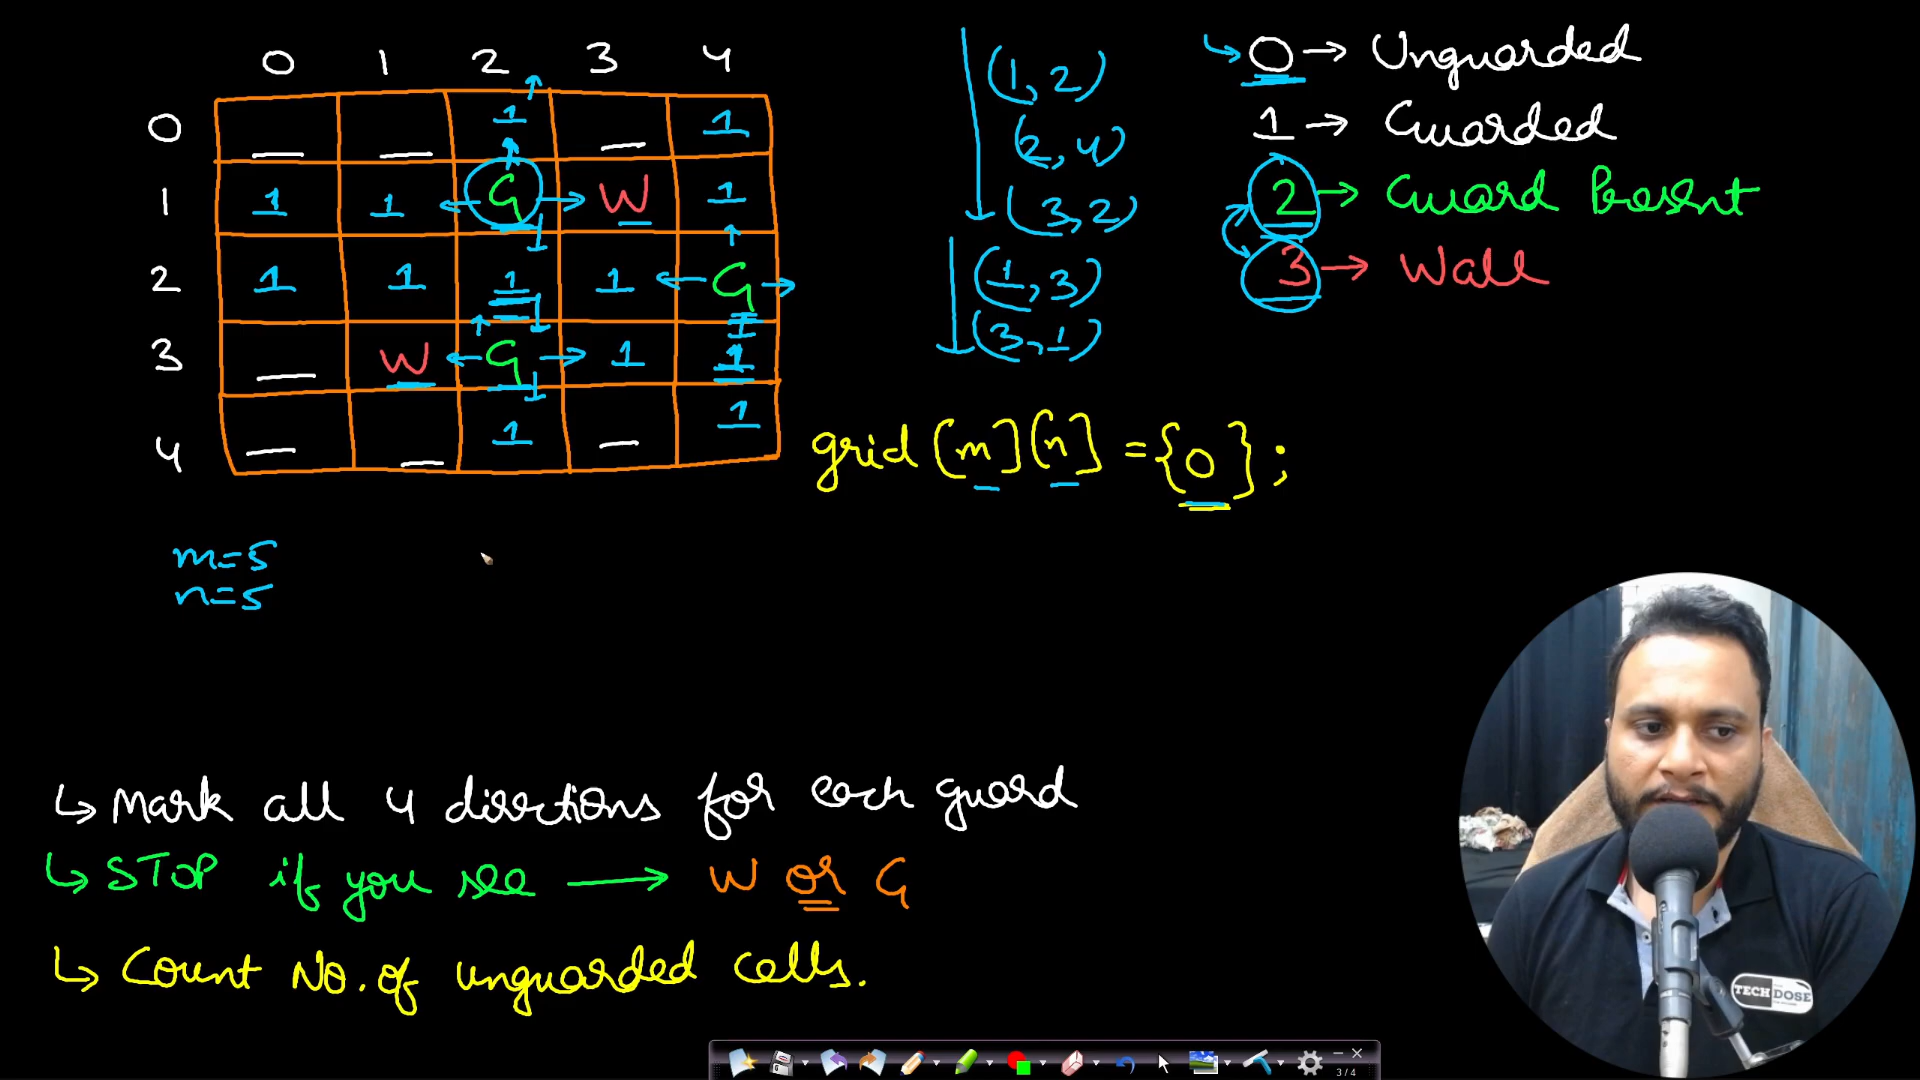 0 1 2 3 4
0 _ _ 1 _ 1
1 1 1 G W 1
2 1 1 1 1 G
3 _ W G 1 1
4 _ _ 1 _ 1
m=5
n=5
(1,2)
(2,4)
(3,2)
(1,3)
(3,1)
0 → Unguarded
1 → Guarded
2 → Guard Present
3 → Wall
grid [m][n] = {0};
↳ Mark all 4 directions for each guard
↳ STOP if you see → W or G
↳ Count No. of unguarded cells.
TECH DOSE
3/4